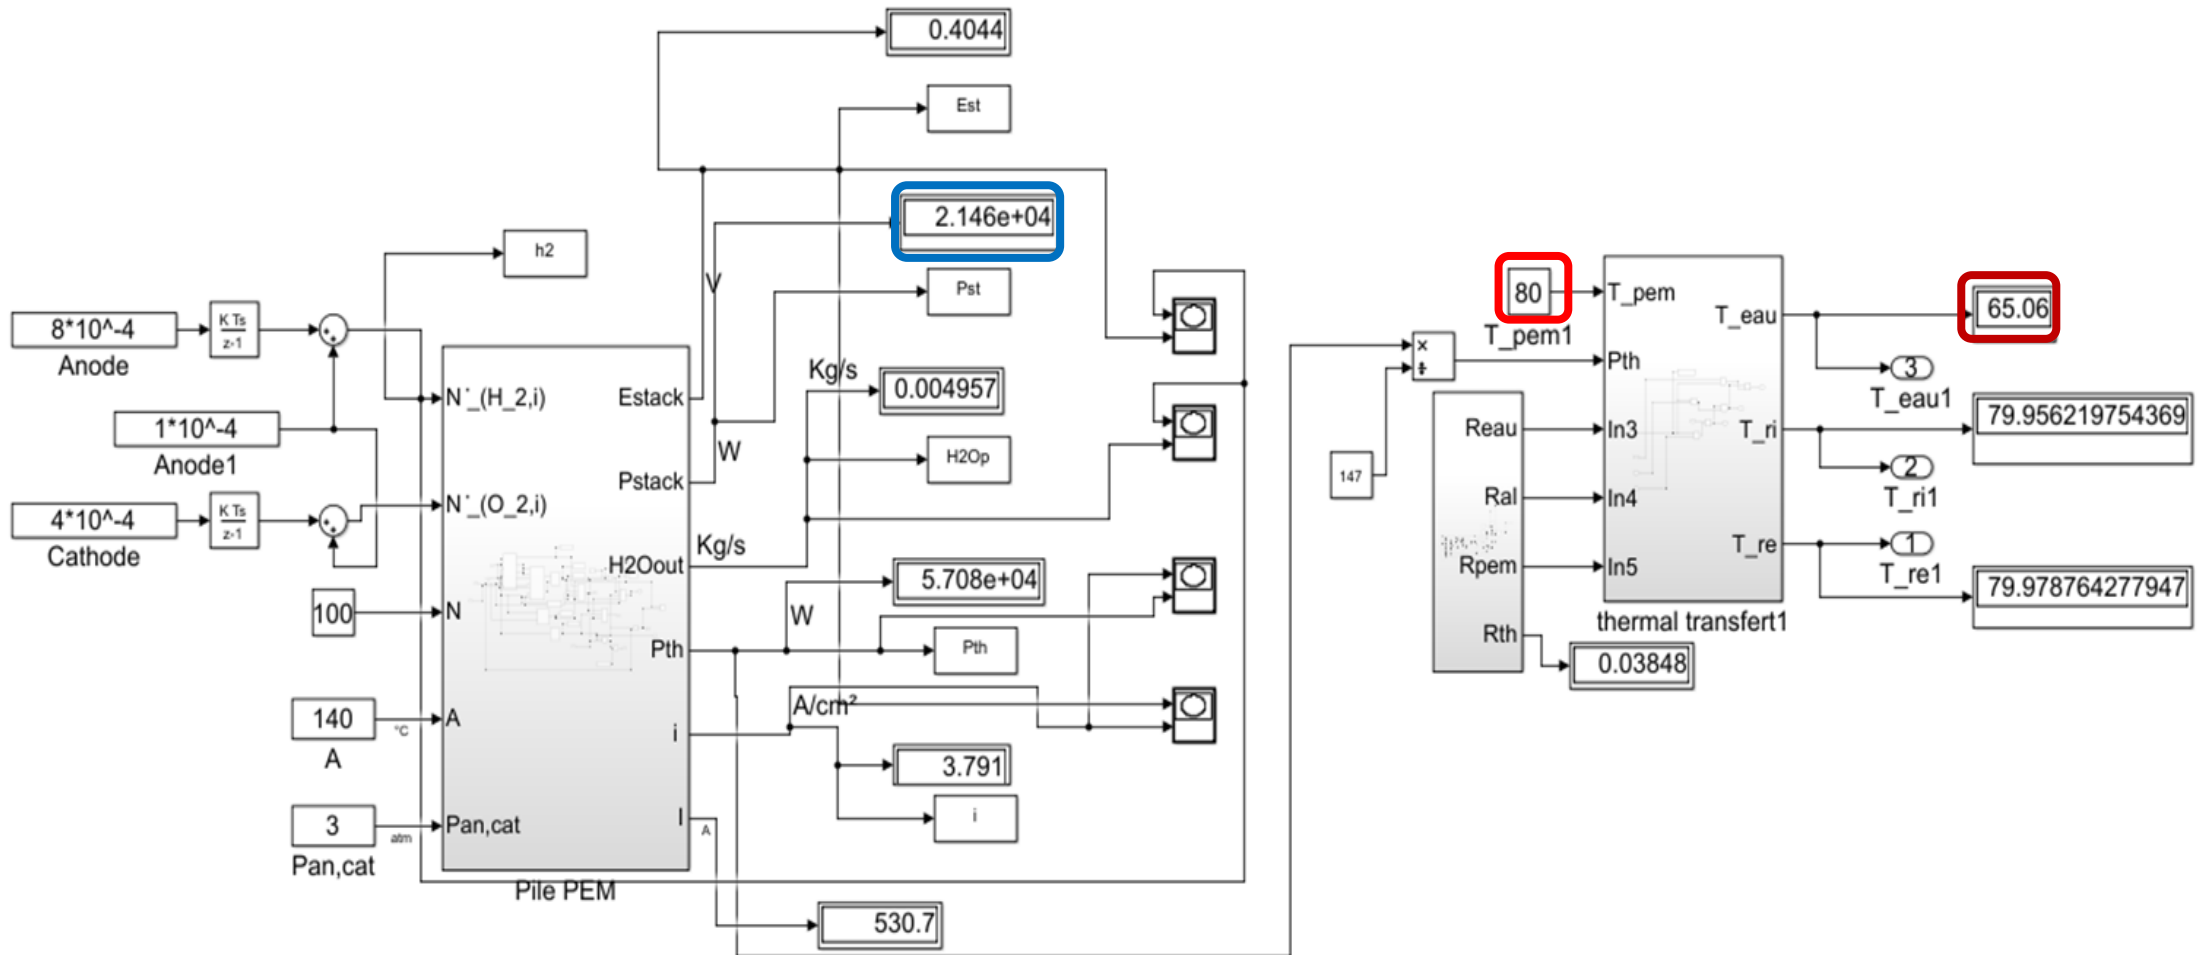 0.4044
Est
2.146e+04
V
Pst
h2
8*10^-4
Anode
K Ts
z-1
1*10^-4
Anode1
4*10^-4
Cathode
K Ts
z-1
100
140
A
°C
3
Pan,cat
atm
N˙_(H_2,i)
N˙_(O_2,i)
N
A
Pan,cat
Estack
Pstack
H2Oout
Pth
i
I
Pile PEM
W
Kg/s
0.004957
H2Op
Kg/s
5.708e+04
W
Pth
A/cm²
3.791
i
A
530.7
80
T_pem1
×
÷
147
Reau
Ral
Rpem
Rth
0.03848
T_pem
Pth
In3
In4
In5
T_eau
T_ri
T_re
thermal transfert1
65.06
3
T_eau1
79.956219754369
2
T_ri1
1
T_re1
79.978764277947